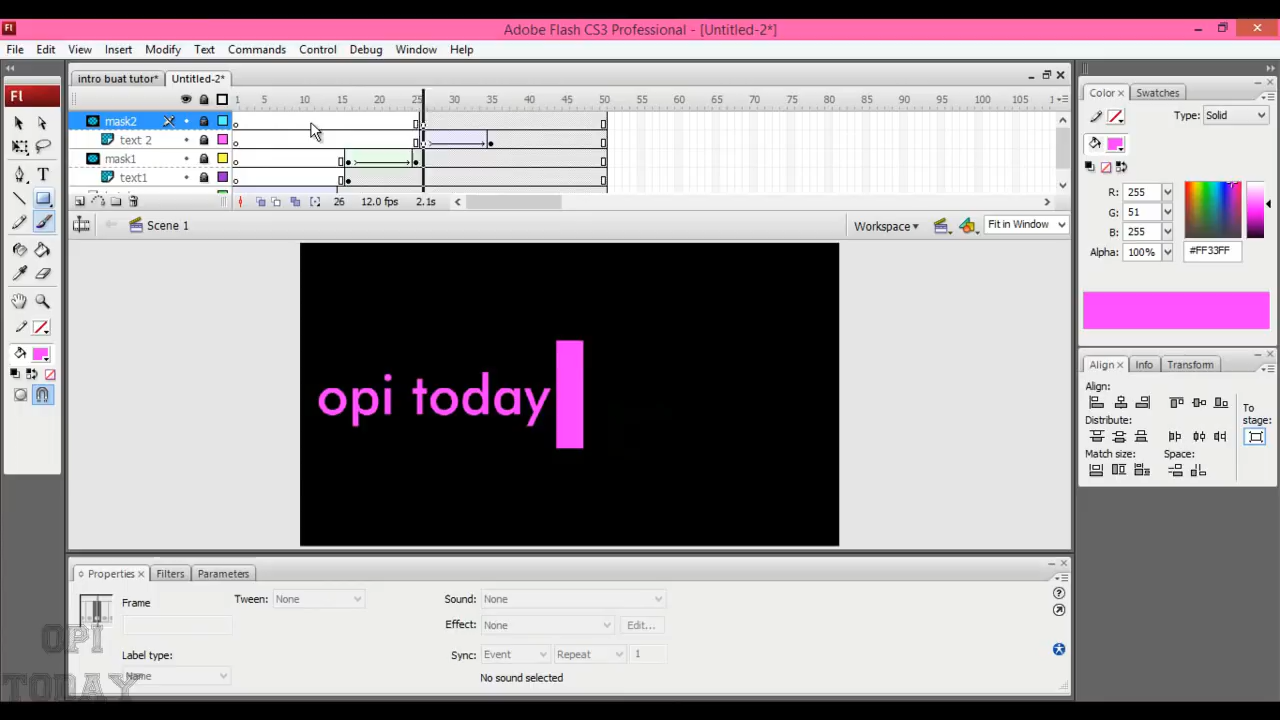 Adobe Flash CS3 Professional - [Untitled-2*]
Fl
File Edit View Insert Modify Text Commands Control Debug Window Help
intro buat tutor* Untitled-2*
Fl
1 5 10 15 20 25 30 35 40 45 50 55 60 65 70 75 80 85 90 95 100 105
mask2
text 2
mask1
text1
26 12.0 fps 2.1s
Scene 1
Workspace
Fit in Window
opi today
Color Swatches
Type: Solid
R: 255
G: 51
B: 255
Alpha: 100%
#FF33FF
Align Info Transform
Align:
To stage:
Distribute:
Match size: Space:
Properties Filters Parameters
Frame
Tween: None
Sound: None
Effect: None Edit...
Label type:
Name
Sync: Event Repeat 1
No sound selected
OPI
TODAY